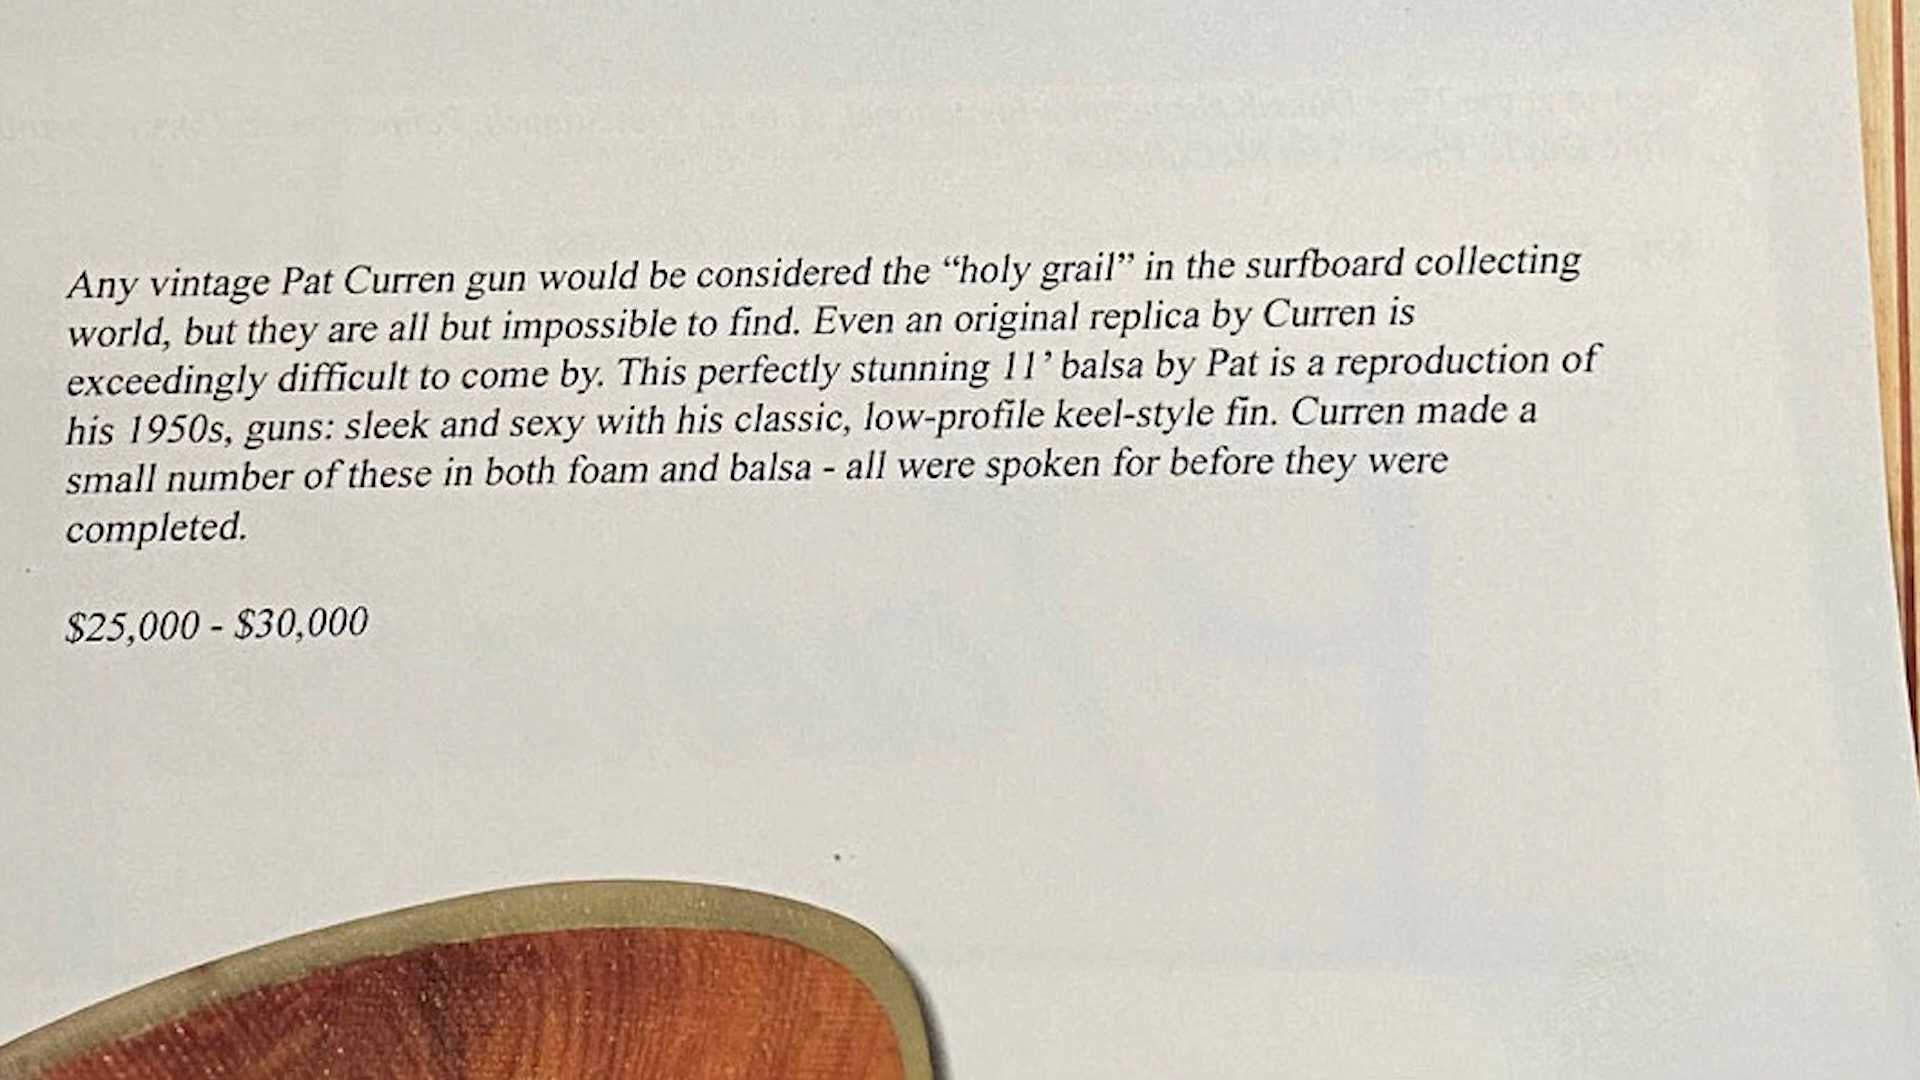 Any vintage Pat Curren gun would be considered the “holy grail” in the surfboard collecting
world, but they are all but impossible to find. Even an original replica by Curren is
exceedingly difficult to come by. This perfectly stunning 11’ balsa by Pat is a reproduction of
his 1950s, guns: sleek and sexy with his classic, low-profile keel-style fin. Curren made a
small number of these in both foam and balsa - all were spoken for before they were
completed.
$25,000 - $30,000